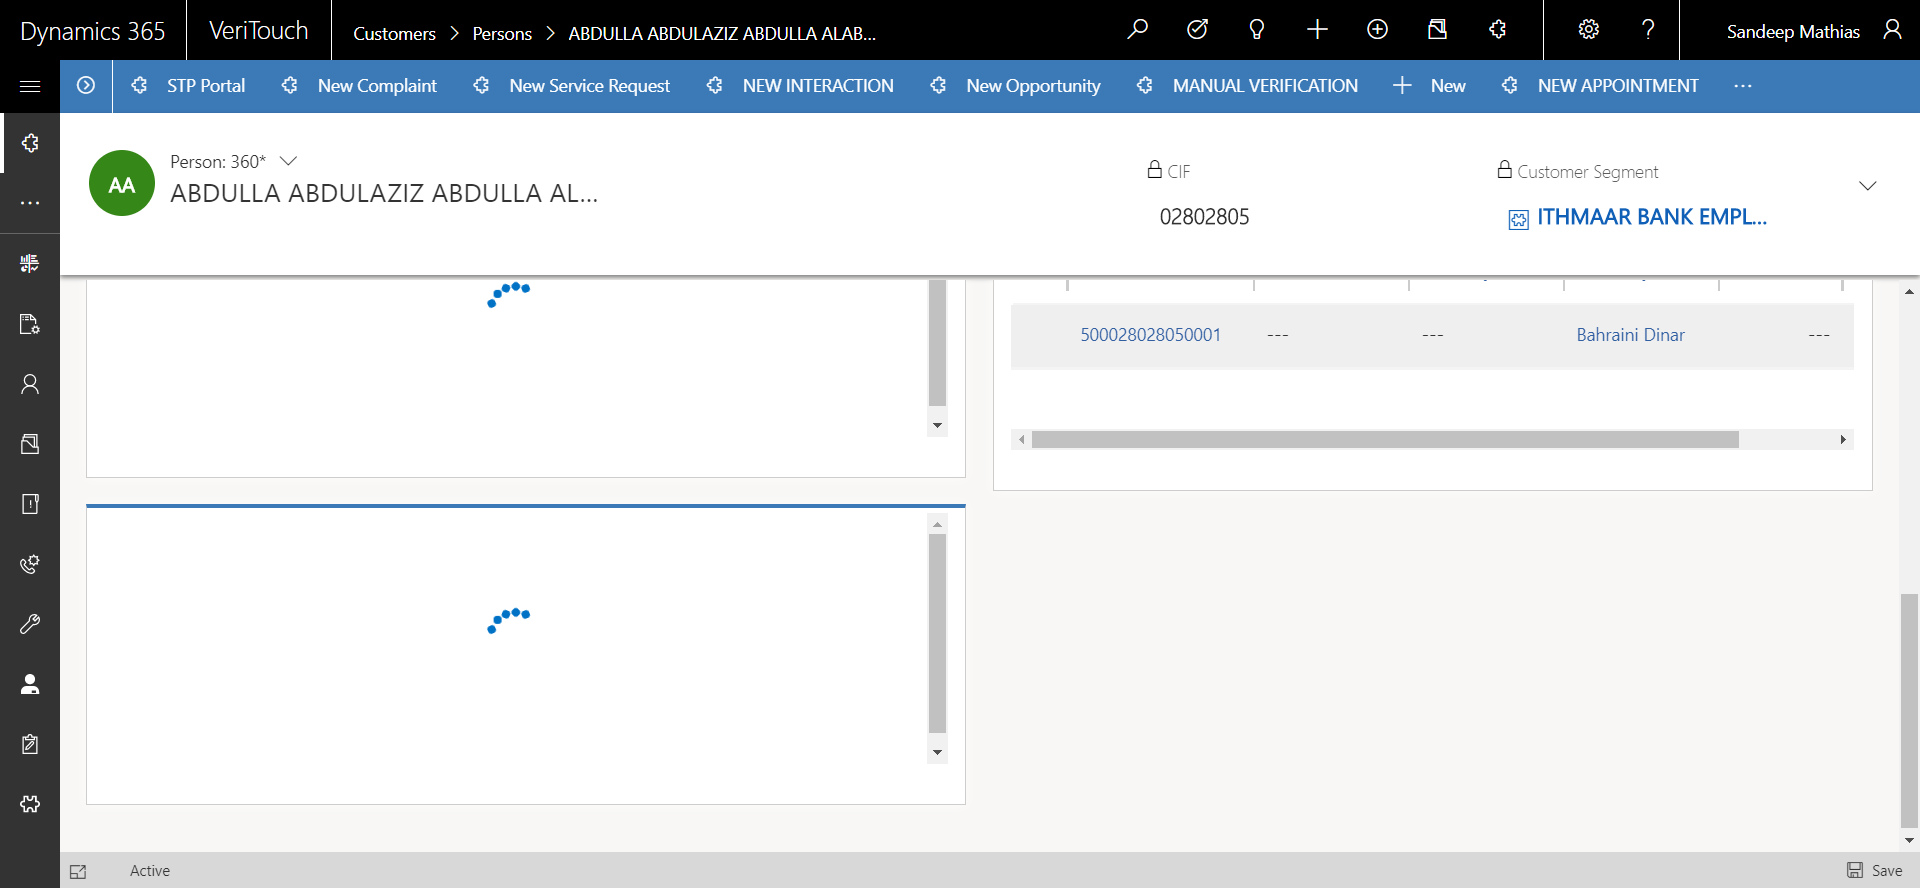 Dynamics 365
VeriTouch
Customers > Persons > ABDULLA ABDULAZIZ ABDULLA ALAB...
Sandeep Mathias
STP Portal
New Complaint
New Service Request
NEW INTERACTION
New Opportunity
MANUAL VERIFICATION
New
NEW APPOINTMENT
...
AA
Person: 360*
ABDULLA ABDULAZIZ ABDULLA AL...
CIF
02802805
Customer Segment
ITHMAAR BANK EMPL...
500028028050001 --- --- Bahraini Dinar ---
Active
Save